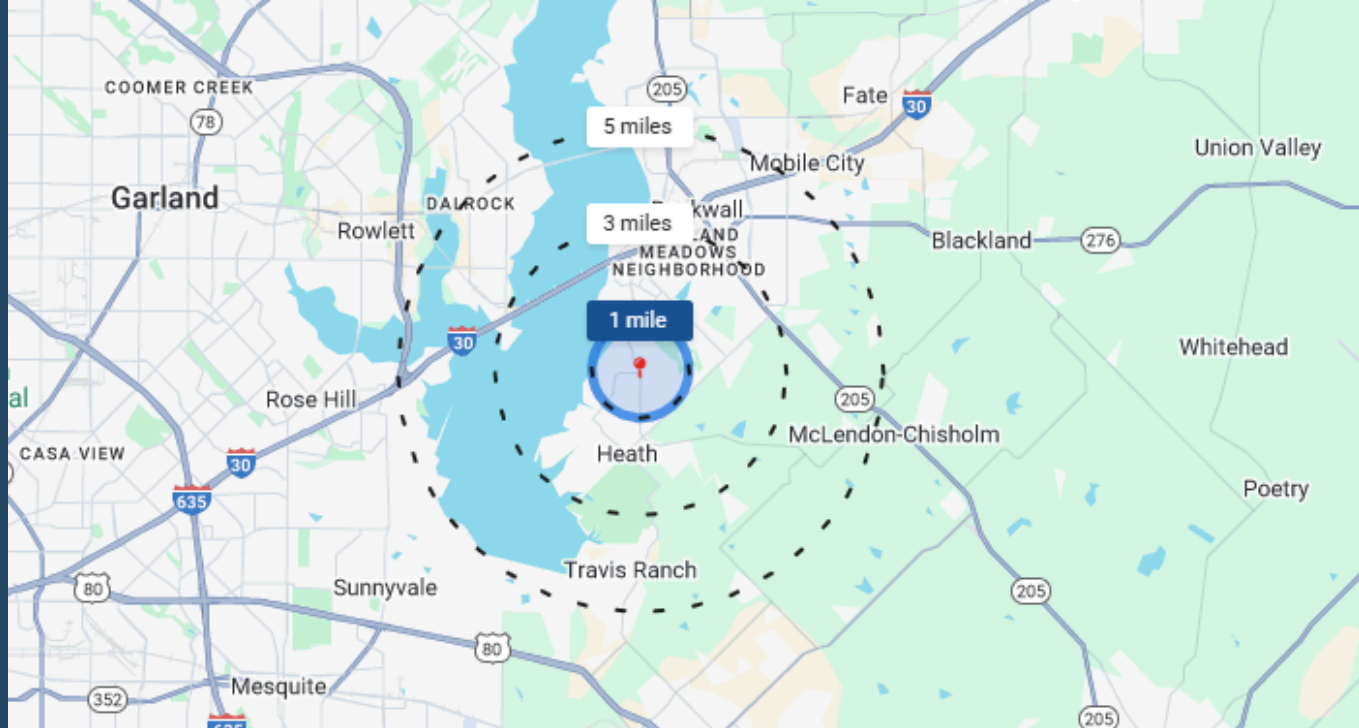 COOMER CREEK
78
205
Fate
30
5 miles
Mobile City
Union Valley
Garland
DALROCK
Rowlett
3 miles
276
Blackland
MEADOWS
NEIGHBORHOOD
1 mile
30
Whitehead
Rose Hill
205
McLendon-Chisholm
CASA VIEW
30
Heath
635
Poetry
Travis Ranch
80
Sunnyvale
205
80
Mesquite
352
205